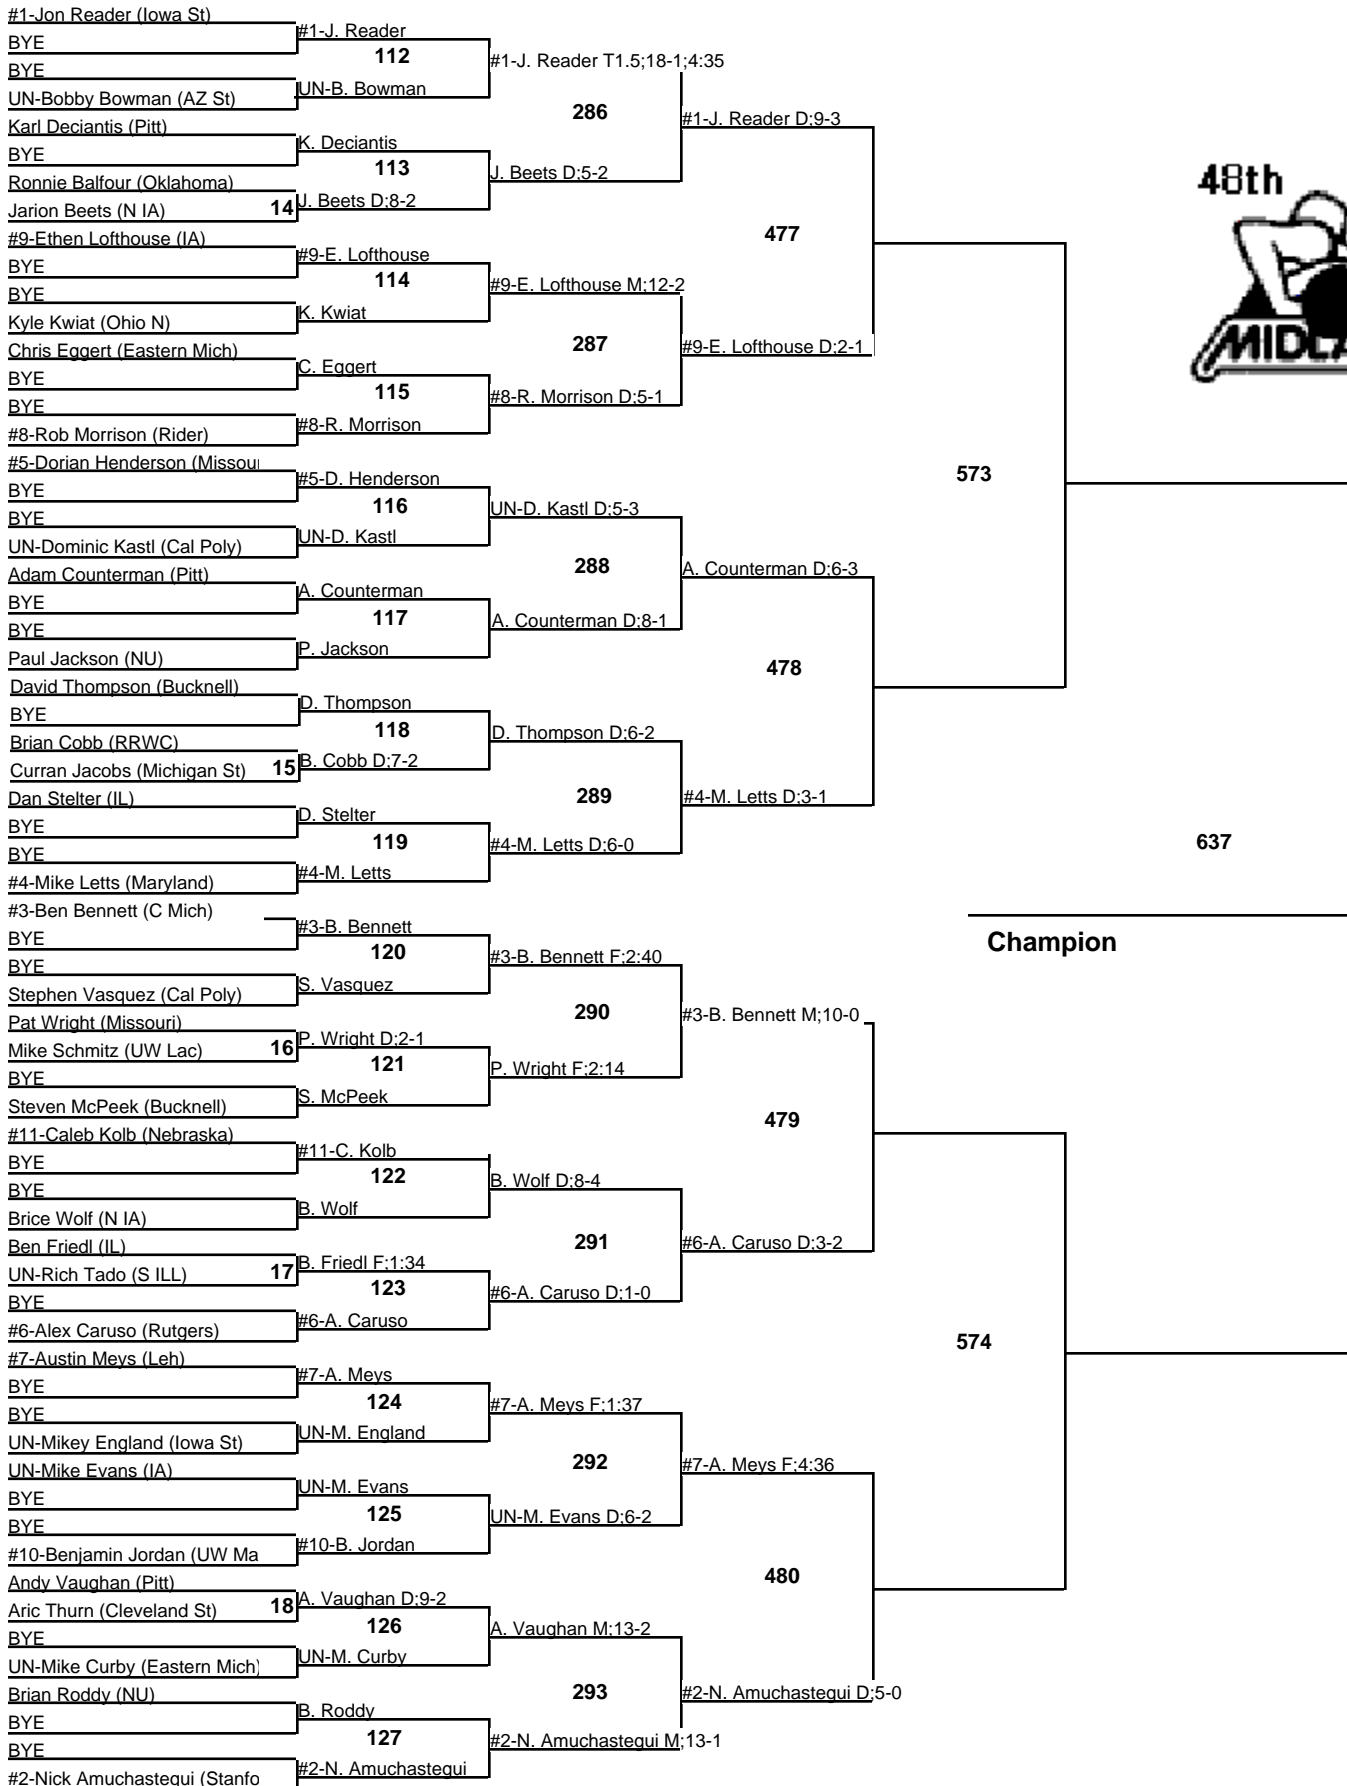 #1-Jon Reader (Iowa St)
BYE
BYE
UN-Bobby Bowman (AZ St)
Karl Deciantis (Pitt)
BYE
Ronnie Balfour (Oklahoma)
Jarion Beets (N IA)
14
#9-Ethen Lofthouse (IA)
BYE
BYE
Kyle Kwiat (Ohio N)
Chris Eggert (Eastern Mich)
BYE
BYE
#8-Rob Morrison (Rider)
#5-Dorian Henderson (Missou
BYE
BYE
UN-Dominic Kastl (Cal Poly)
Adam Counterman (Pitt)
BYE
BYE
Paul Jackson (NU)
David Thompson (Bucknell)
BYE
Brian Cobb (RRWC)
Curran Jacobs (Michigan St)
15
Dan Stelter (IL)
BYE
BYE
#4-Mike Letts (Maryland)
#3-Ben Bennett (C Mich)
BYE
BYE
Stephen Vasquez (Cal Poly)
Pat Wright (Missouri)
Mike Schmitz (UW Lac)
16
BYE
Steven McPeek (Bucknell)
#11-Caleb Kolb (Nebraska)
BYE
BYE
Brice Wolf (N IA)
Ben Friedl (IL)
UN-Rich Tado (S ILL)
17
BYE
#6-Alex Caruso (Rutgers)
#7-Austin Meys (Leh)
BYE
BYE
UN-Mikey England (Iowa St)
UN-Mike Evans (IA)
BYE
BYE
#10-Benjamin Jordan (UW Ma
Andy Vaughan (Pitt)
Aric Thurn (Cleveland St)
18
BYE
UN-Mike Curby (Eastern Mich)
Brian Roddy (NU)
BYE
BYE
#2-Nick Amuchastegui (Stanfo
#1-J. Reader
112
UN-B. Bowman
K. Deciantis
113
J. Beets D;8-2
#9-E. Lofthouse
114
K. Kwiat
C. Eggert
115
#8-R. Morrison
#5-D. Henderson
116
UN-D. Kastl
A. Counterman
117
P. Jackson
D. Thompson
118
B. Cobb D;7-2
D. Stelter
119
#4-M. Letts
#3-B. Bennett
120
S. Vasquez
P. Wright D;2-1
121
S. McPeek
#11-C. Kolb
122
B. Wolf
B. Friedl F;1:34
123
#6-A. Caruso
#7-A. Meys
124
UN-M. England
UN-M. Evans
125
#10-B. Jordan
A. Vaughan D;9-2
126
UN-M. Curby
B. Roddy
127
#2-N. Amuchastegui
#1-J. Reader T1.5;18-1;4:35
286
J. Beets D;5-2
#9-E. Lofthouse M;12-2
287
#8-R. Morrison D;5-1
UN-D. Kastl D;5-3
288
A. Counterman D;8-1
D. Thompson D;6-2
289
#4-M. Letts D;6-0
#3-B. Bennett F;2:40
290
P. Wright F;2:14
B. Wolf D;8-4
291
#6-A. Caruso D;1-0
#7-A. Meys F;1:37
292
UN-M. Evans D;6-2
A. Vaughan M;13-2
293
#2-N. Amuchastegui M;13-1
#1-J. Reader D;9-3
477
#9-E. Lofthouse D;2-1
A. Counterman D;6-3
478
#4-M. Letts D;3-1
#3-B. Bennett M;10-0
479
#6-A. Caruso D;3-2
#7-A. Meys F;4:36
480
#2-N. Amuchastegui D;5-0
573
574
48th
MIDLA
637
Champion